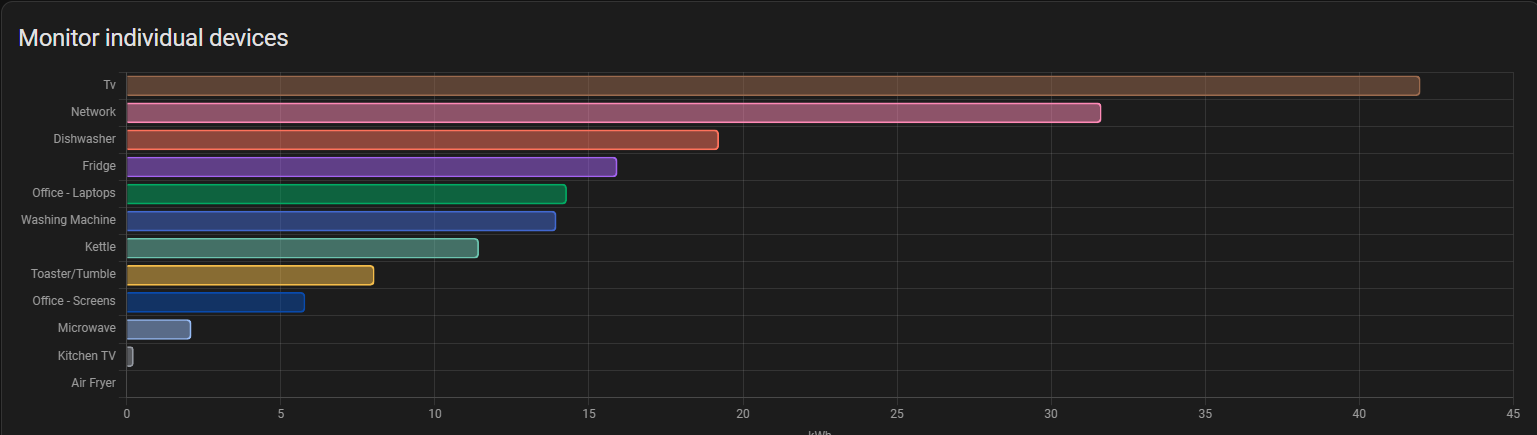 Monitor individual devices
Tv
Network
Dishwasher
Fridge
Office - Laptops
Washing Machine
Kettle
Toaster/Tumble
Office - Screens
Microwave
Kitchen TV
Air Fryer
0 5 10 15 20 25 30 35 40 45
kWh